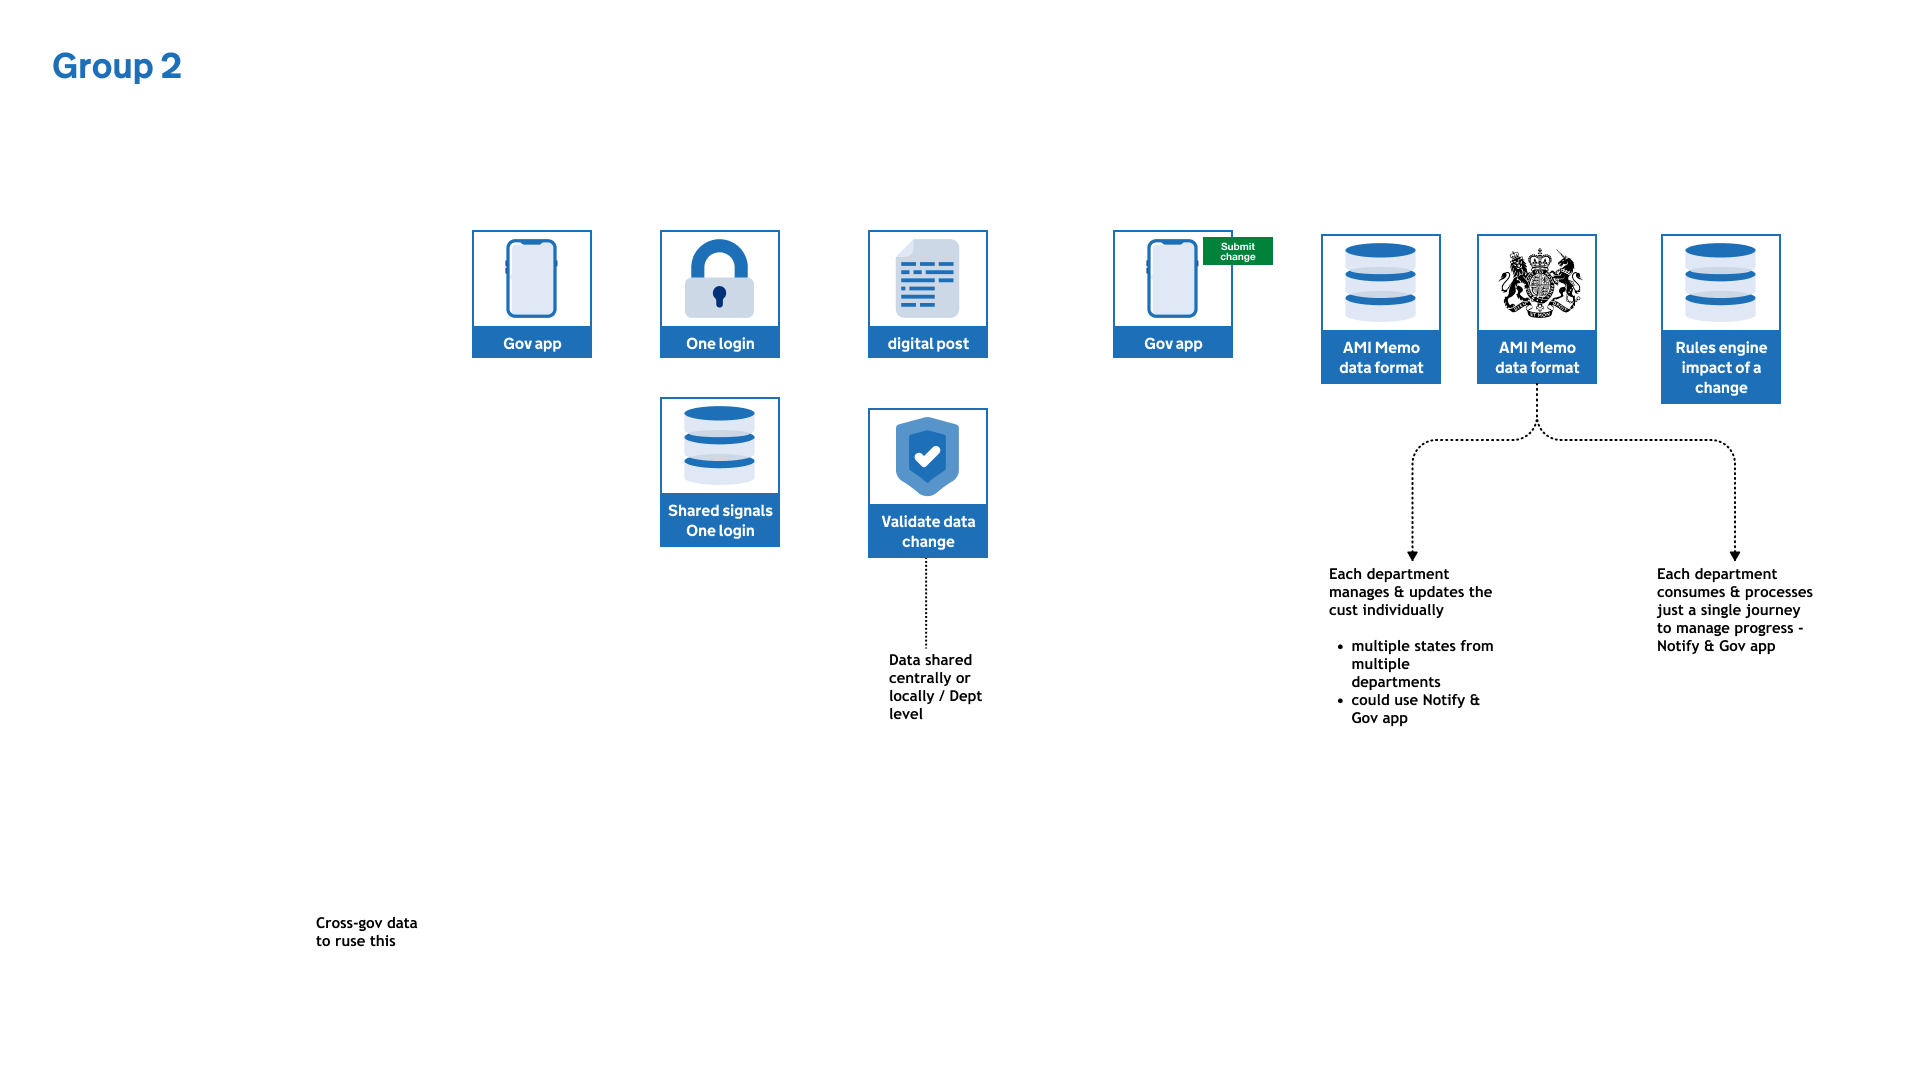 Group 2
Gov app
One login
digital post
Gov app
Submit
change
AMI Memo
data format
AMI Memo
data format
Rules engine
impact of a
change
Shared signals
One login
Validate data
change
Data shared
centrally or
locally / Dept
level
Each department
manages & updates the
cust individually
• multiple states from
multiple
departments
• could use Notify &
Gov app
Each department
consumes & processes
just a single journey
to manage progress -
Notify & Gov app
Cross-gov data
to ruse this